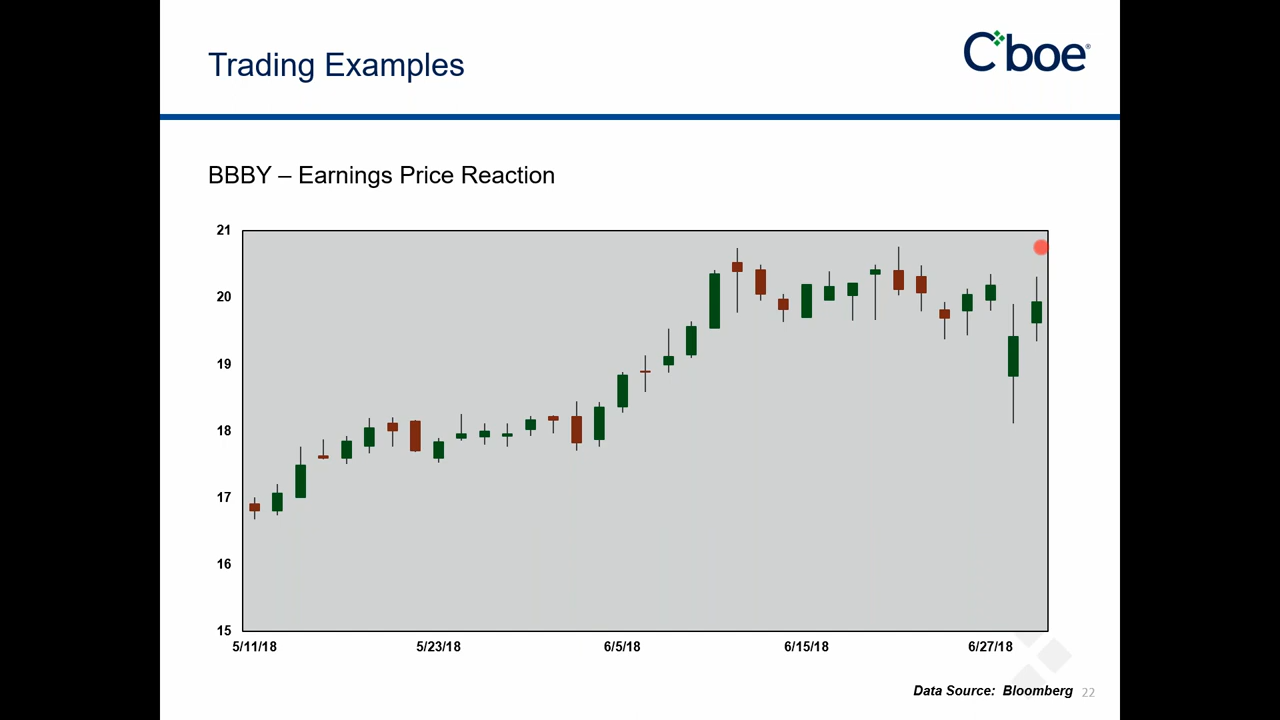 Trading Examples
Cboe®
BBBY – Earnings Price Reaction
21
20
19
18
17
16
15
5/11/18 5/23/18 6/5/18 6/15/18 6/27/18
Data Source: Bloomberg 22